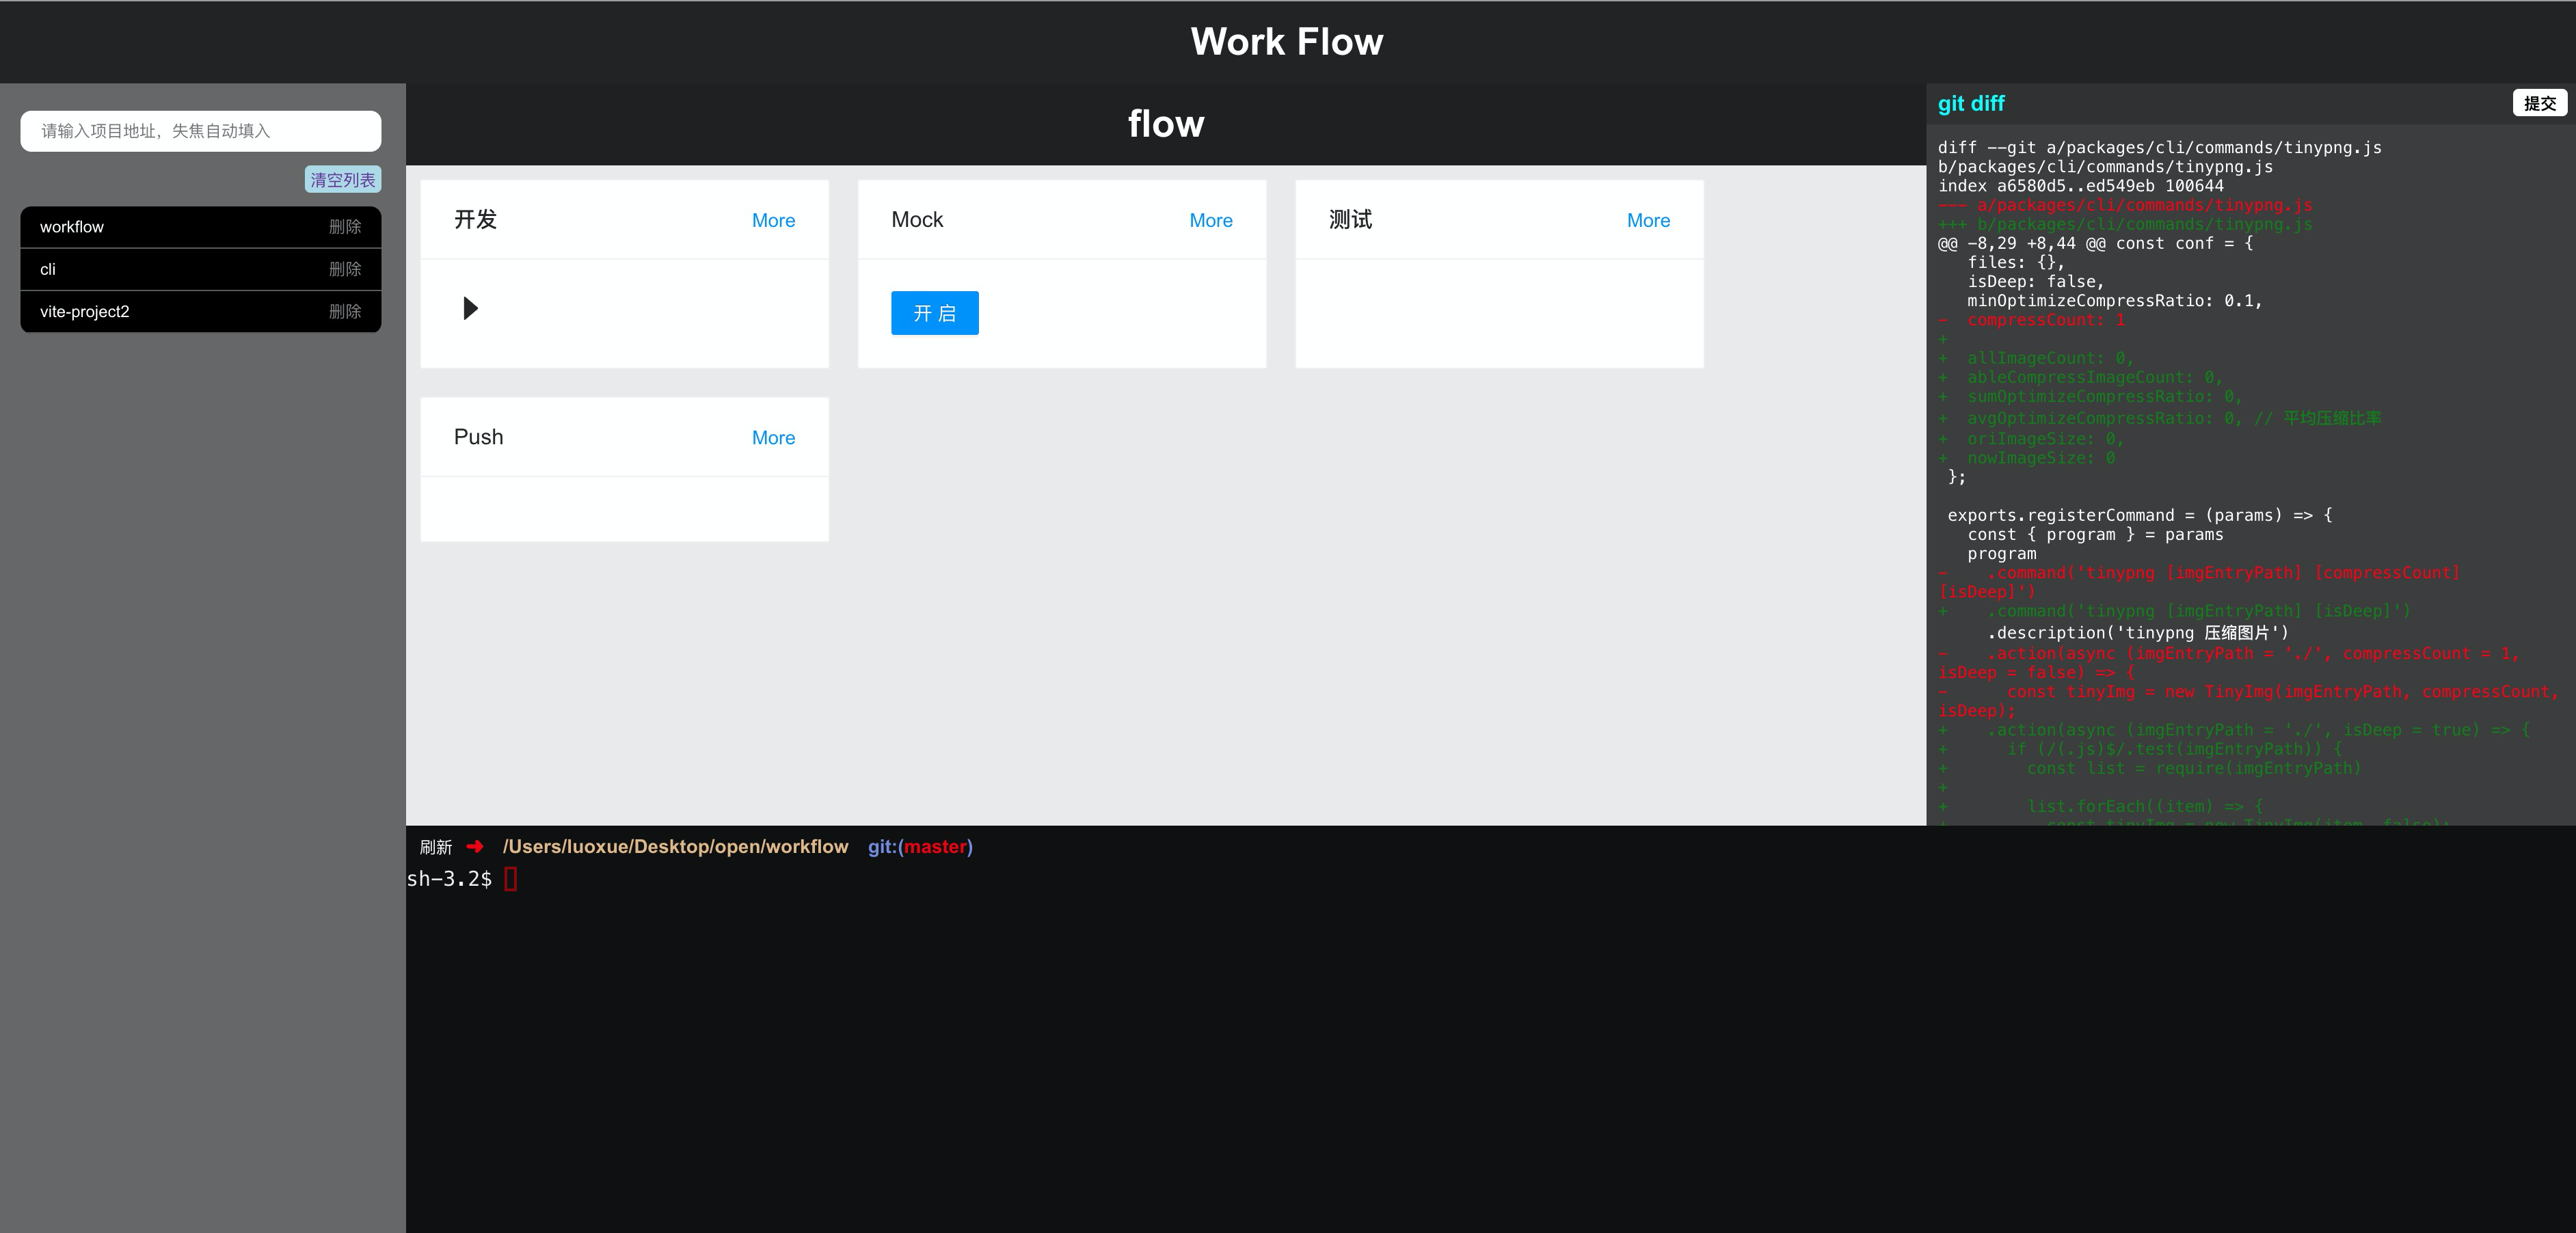 Work Flow
请输入项目地址，失焦自动填入
清空列表
workflow 删除
cli 删除
vite-project2 删除
flow
开发 More
Mock More
开 启
测试 More
Push More
git diff 提交
diff --git a/packages/cli/commands/tinypng.js
b/packages/cli/commands/tinypng.js
index a6580d5..ed549eb 100644
--- a/packages/cli/commands/tinypng.js
+++ b/packages/cli/commands/tinypng.js
@@ -8,29 +8,44 @@ const conf = {
   files: {},
   isDeep: false,
   minOptimizeCompressRatio: 0.1,
-  compressCount: 1
+
+  allImageCount: 0,
+  ableCompressImageCount: 0,
+  sumOptimizeCompressRatio: 0,
+  avgOptimizeCompressRatio: 0, // 平均压缩比率
+  oriImageSize: 0,
+  nowImageSize: 0
 };
 exports.registerCommand = (params) => {
   const { program } = params
   program
-    .command('tinypng [imgEntryPath] [compressCount]
[isDeep]')
+    .command('tinypng [imgEntryPath] [isDeep]')
     .description('tinypng 压缩图片')
-    .action(async (imgEntryPath = './', compressCount = 1,
isDeep = false) => {
-      const tinyImg = new TinyImg(imgEntryPath, compressCount,
isDeep);
+    .action(async (imgEntryPath = './', isDeep = true) => {
+      if (/(.js)$/.test(imgEntryPath)) {
+        const list = require(imgEntryPath)
+
+        list.forEach((item) => {
+          const tinyImg = new TinyImg(item, false);
刷新 ➜ /Users/luoxue/Desktop/open/workflow git:(master)
sh-3.2$